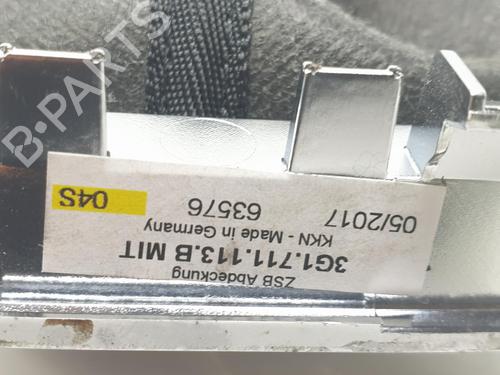 ZSB Abdeckung
3G1.711.113.B MIT
KKN - Made in Germany
63576
05/2017
04S
B-PARTS